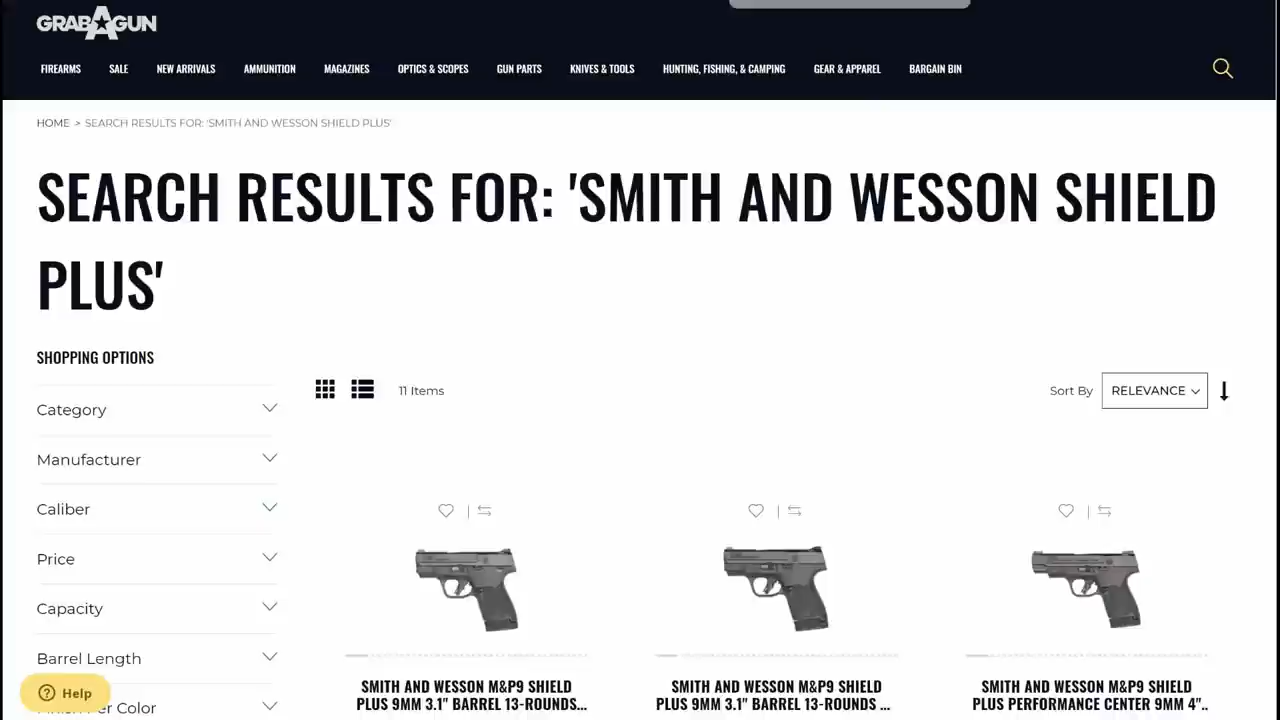 GRABAGUN
FIREARMS SALE NEW ARRIVALS AMMUNITION MAGAZINES OPTICS & SCOPES GUN PARTS KNIVES & TOOLS HUNTING, FISHING, & CAMPING GEAR & APPAREL BARGAIN BIN
HOME > SEARCH RESULTS FOR: 'SMITH AND WESSON SHIELD PLUS'
SEARCH RESULTS FOR: 'SMITH AND WESSON SHIELD
PLUS'
SHOPPING OPTIONS
11 Items
Sort By RELEVANCE
Category
Manufacturer
Caliber
Price
Capacity
Barrel Length
Help
Color
SMITH AND WESSON M&P9 SHIELD
PLUS 9MM 3.1" BARREL 13-ROUNDS...
SMITH AND WESSON M&P9 SHIELD
PLUS 9MM 3.1" BARREL 13-ROUNDS ...
SMITH AND WESSON M&P9 SHIELD
PLUS PERFORMANCE CENTER 9MM 4"..